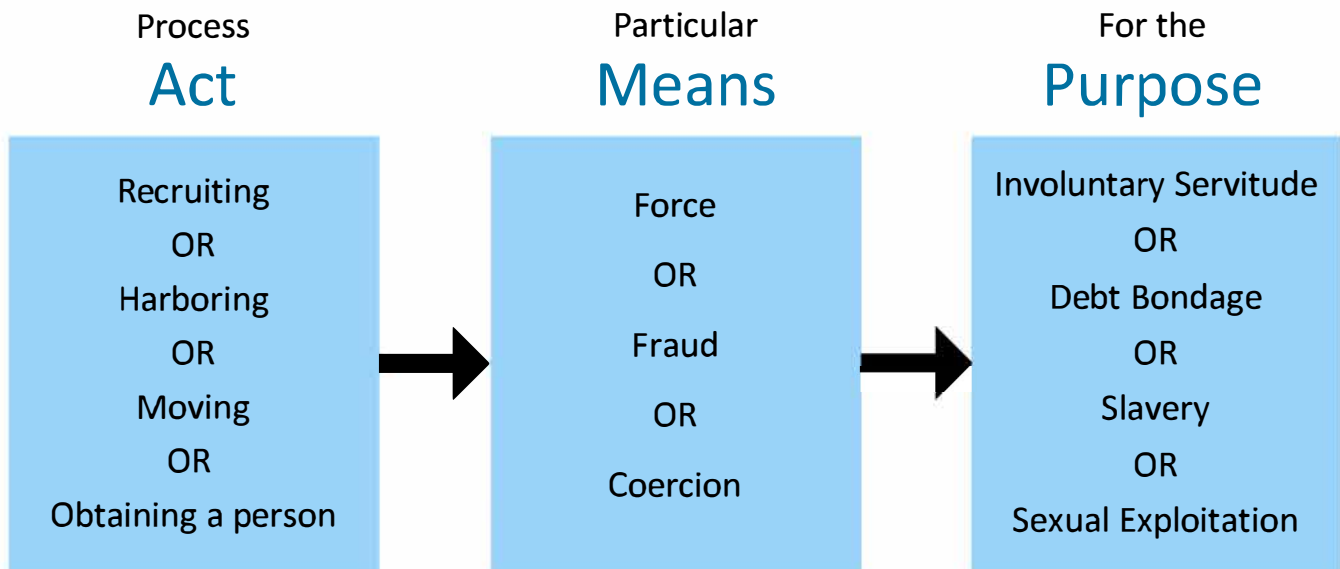 Process
Act
Recruiting
OR
Harboring
OR
Moving
OR
Obtaining a person
Particular
Means
Force
OR
Fraud
OR
Coercion
For the
Purpose
Involuntary Servitude
OR
Debt Bondage
OR
Slavery
OR
Sexual Exploitation